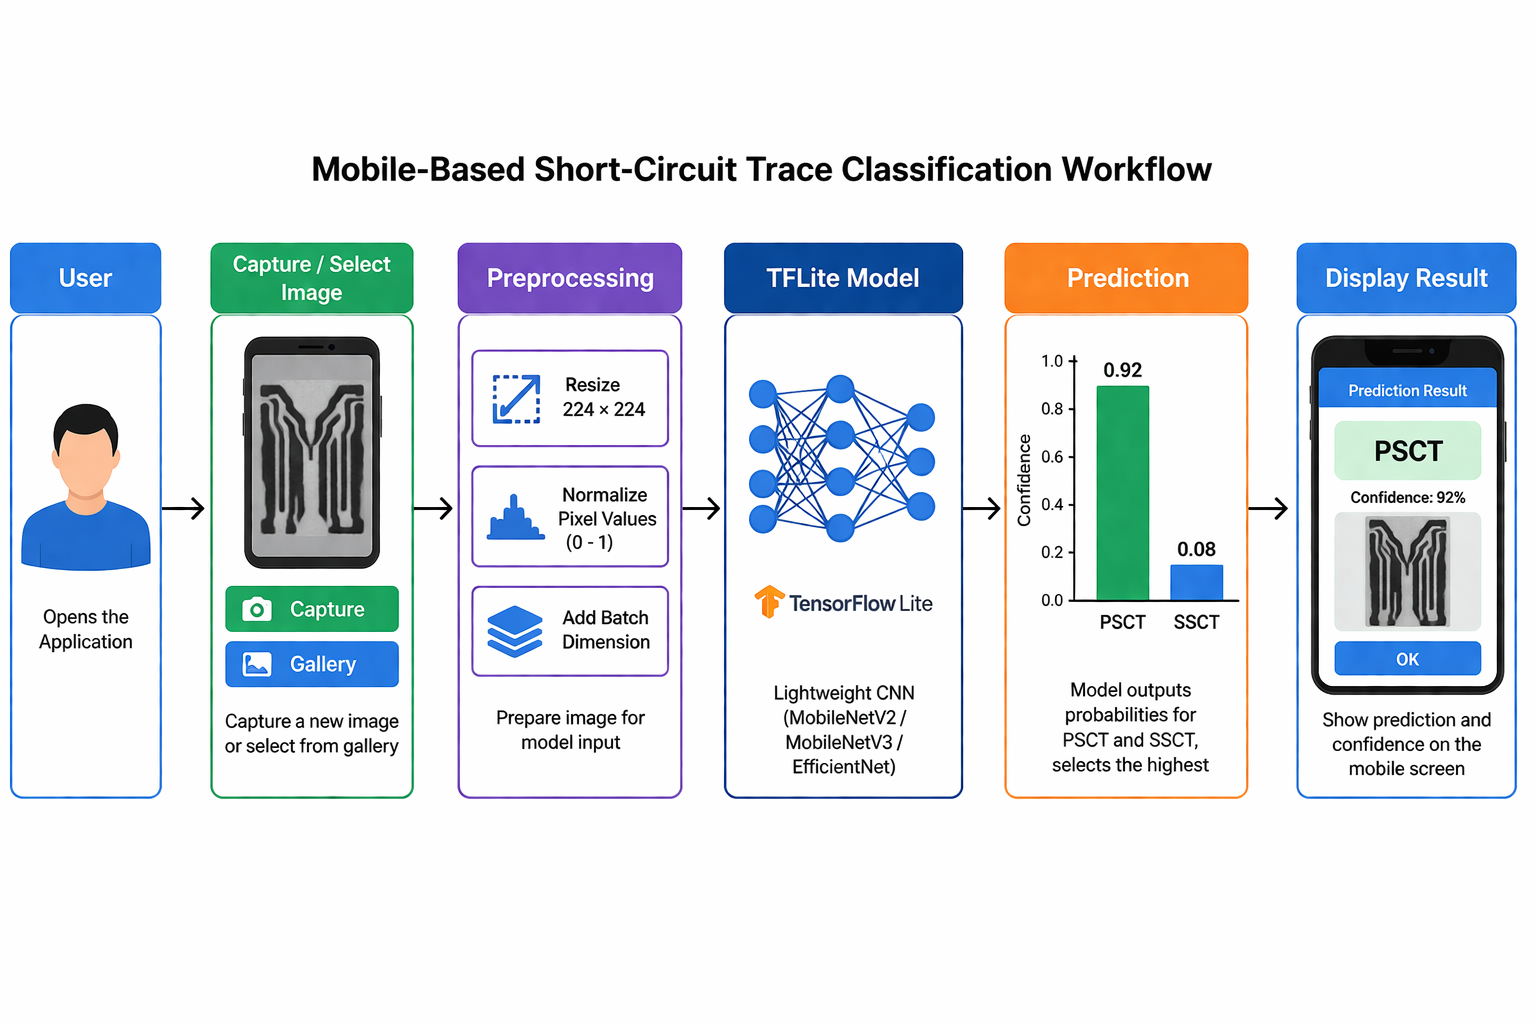 Mobile-Based Short-Circuit Trace Classification Workflow
User
Opens the
Application
Capture / Select
Image
Capture
Gallery
Capture a new image
or select from gallery
Preprocessing
Resize
224 × 224
Normalize
Pixel Values
(0 - 1)
Add Batch
Dimension
Prepare image for
model input
TFLite Model
TensorFlow Lite
Lightweight CNN
(MobileNetV2 /
MobileNetV3 /
EfficientNet)
Prediction
Confidence
1.0
0.8
0.6
0.4
0.2
0.0
0.92
0.08
PSCT
SSCT
Model outputs
probabilities for
PSCT and SSCT,
selects the highest
Display Result
Prediction Result
PSCT
Confidence: 92%
OK
Show prediction and
confidence on the
mobile screen